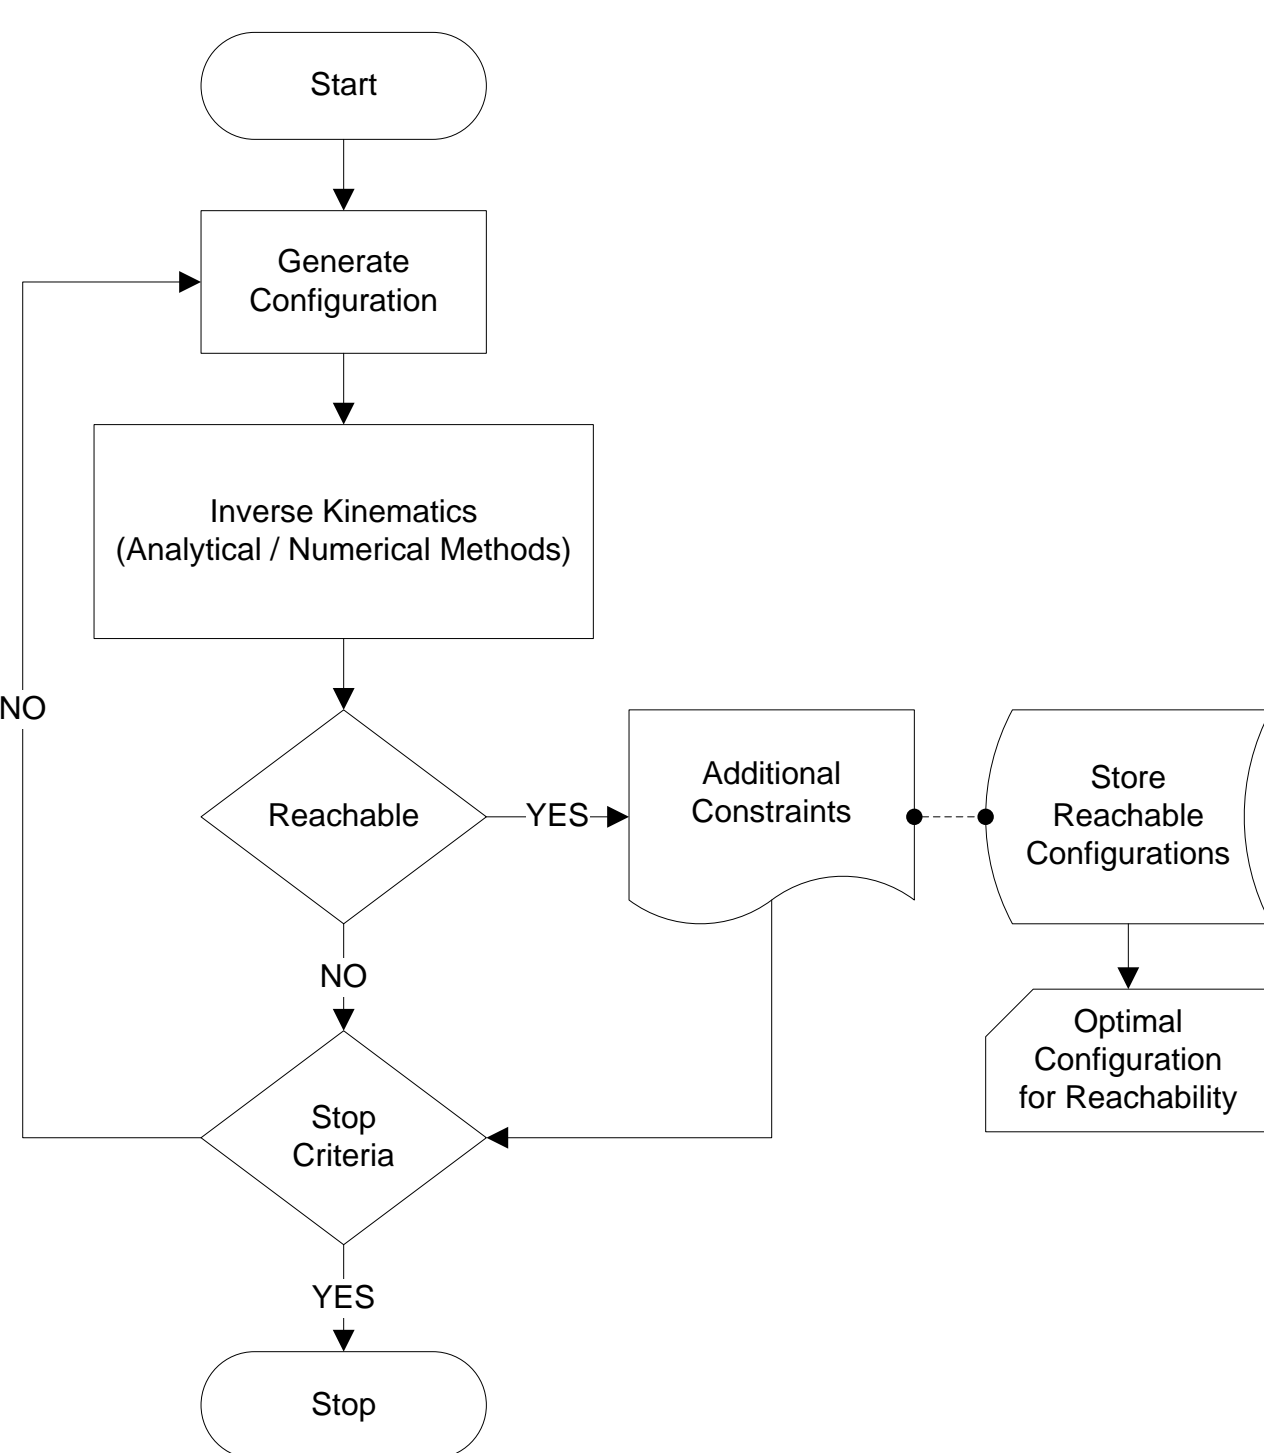 Start
Generate
Configuration
Inverse Kinematics
(Analytical / Numerical Methods)
NO
Reachable
YES
Additional
Constraints
Store
Reachable
Configurations
NO
Optimal
Configuration
for Reachability
Stop
Criteria
YES
Stop